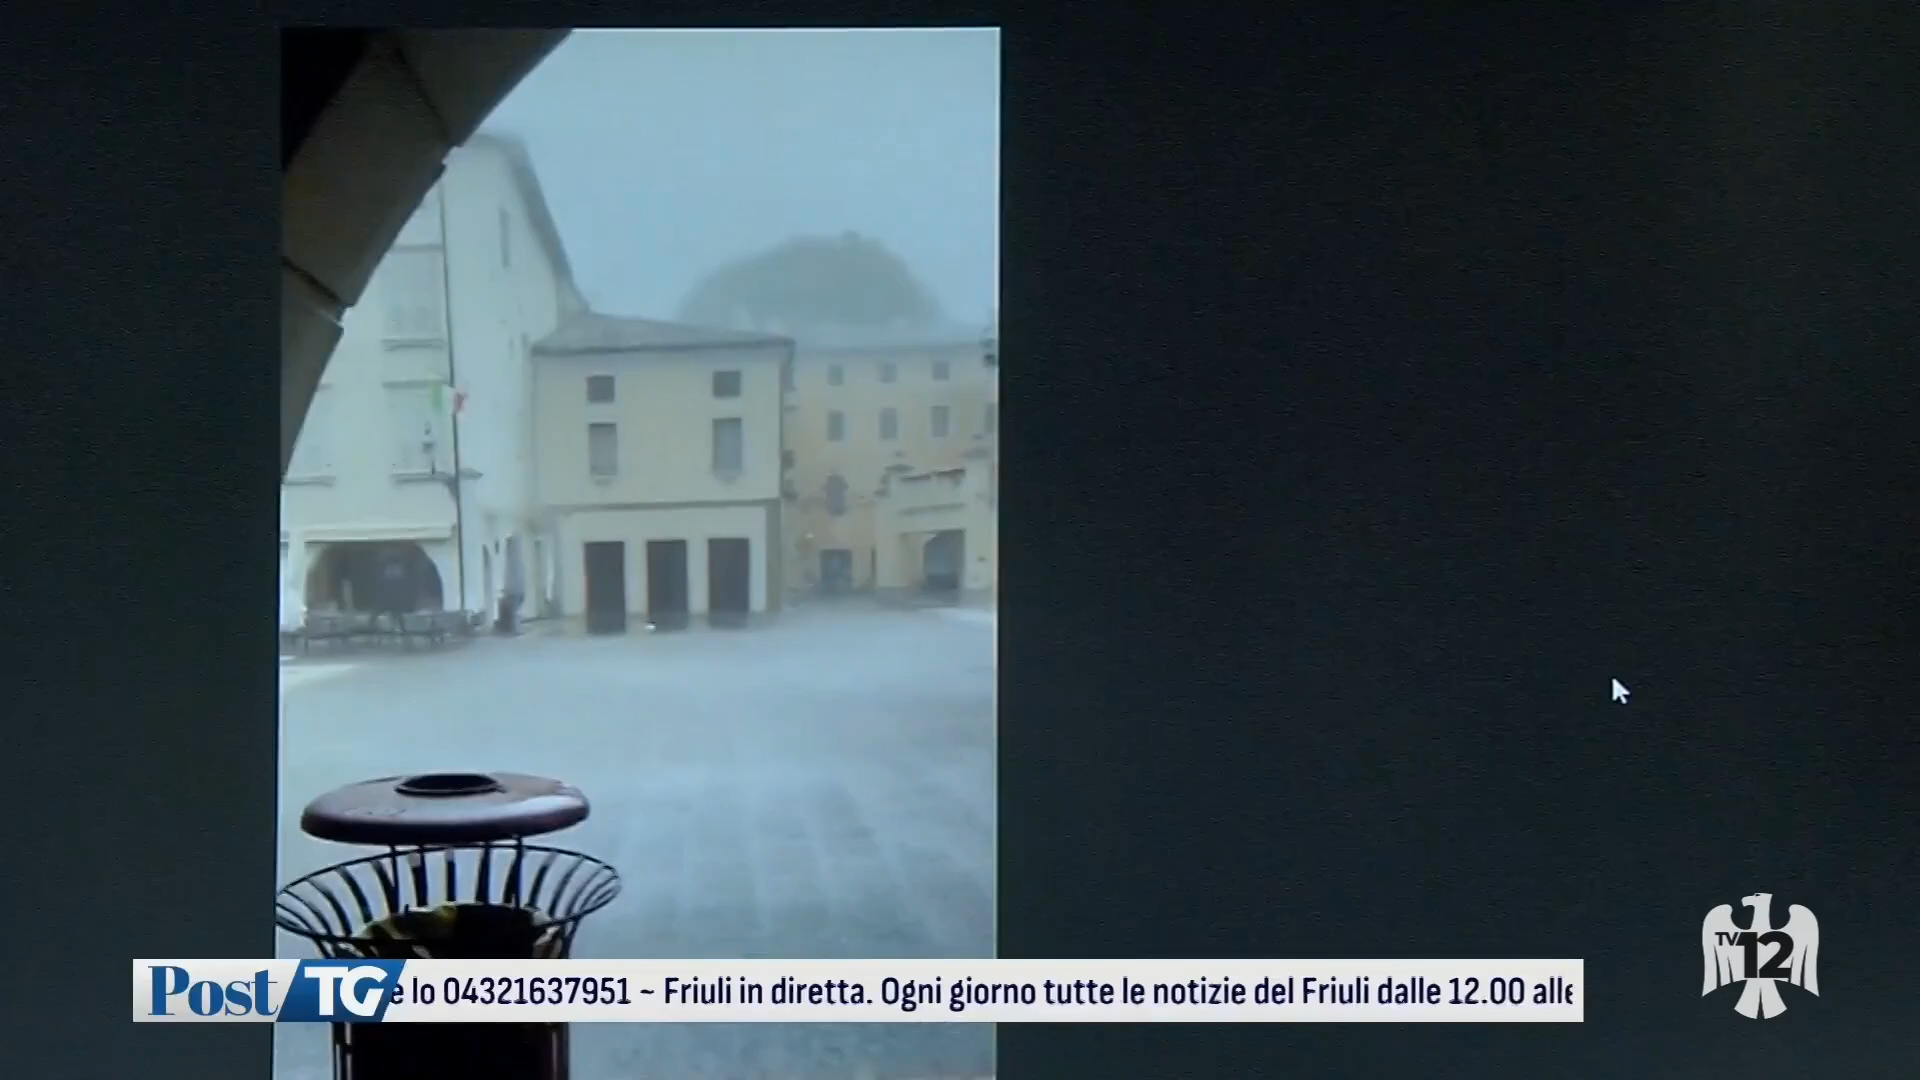 Post TG e lo 04321637951 ~ Friuli in diretta. Ogni giorno tutte le notizie del Friuli dalle 12.00 alle
TV 12